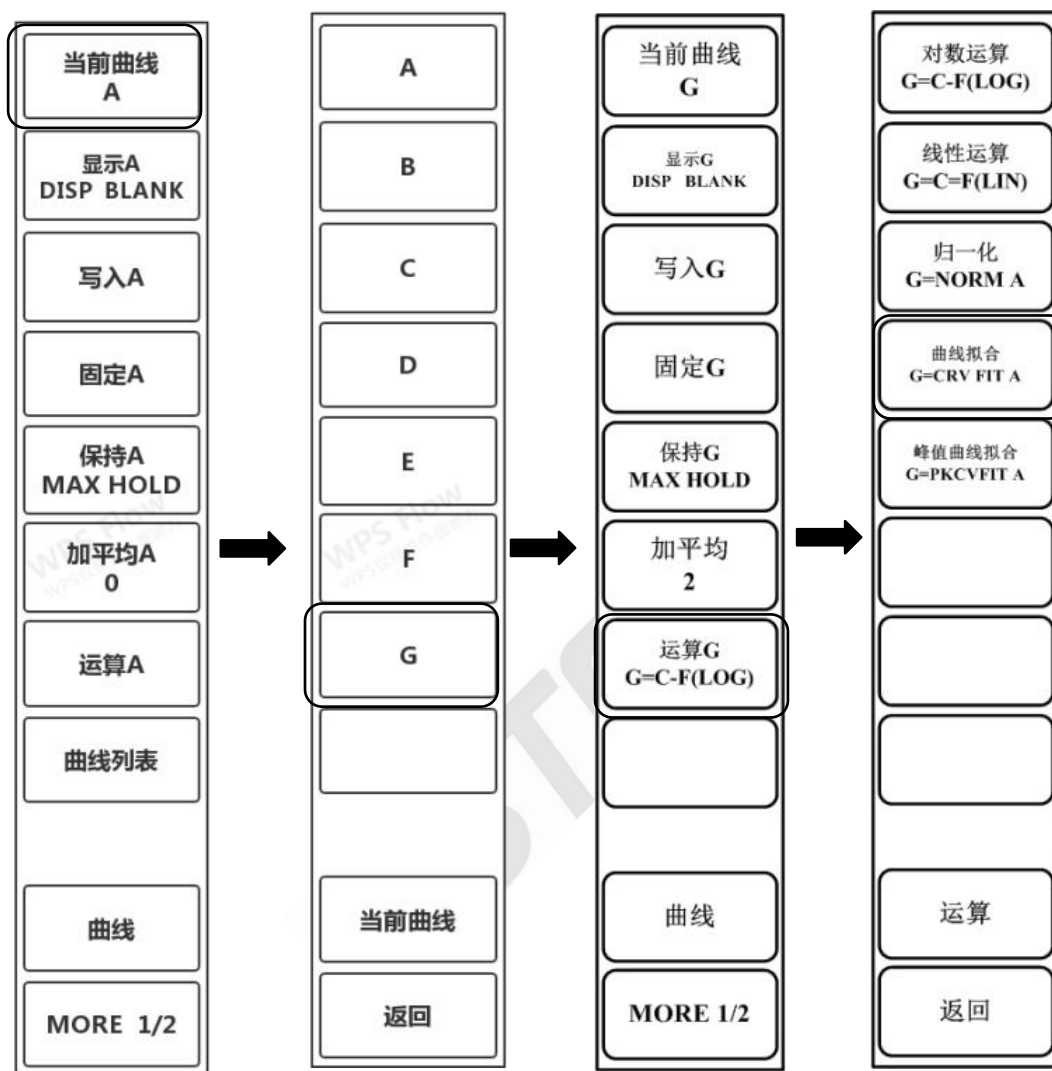 当前曲线
A
显示A
DISP BLANK
写入A
固定A
保持A
MAX HOLD
加平均A
0
运算A
曲线列表
曲线
MORE 1/2
A
B
C
D
E
F
G
当前曲线
返回
当前曲线
G
显示G
DISP BLANK
写入G
固定G
保持G
MAX HOLD
加平均
2
运算G
G=C-F(LOG)
曲线
MORE 1/2
对数运算
G=C-F(LOG)
线性运算
G=C=F(LIN)
归一化
G=NORM A
曲线拟合
G=CRV FIT A
峰值曲线拟合
G=PKCVFIT A
运算
返回
WPS Flow
WPS Flow